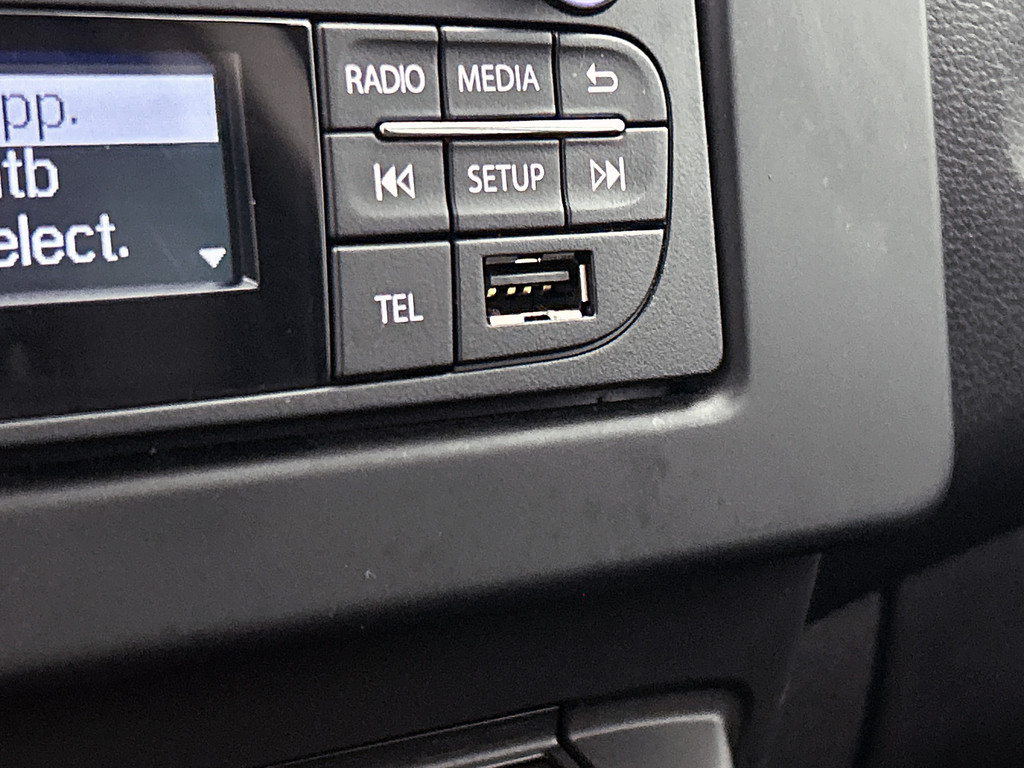 RADIO MEDIA
pp.
tb
SETUP
elect.
TEL